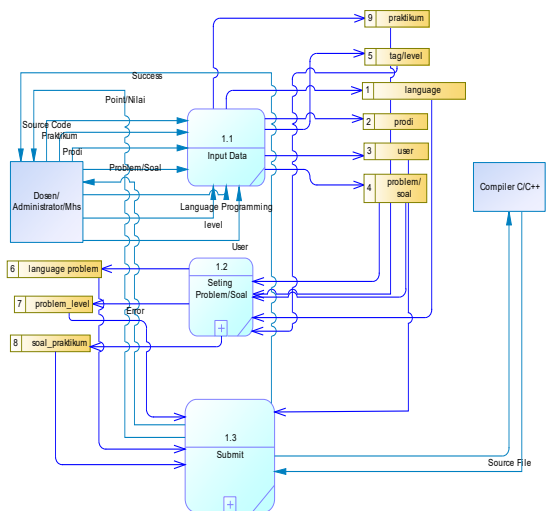 9 praktikum
5 tag/level
Success
1 language
Point/Nilai
2 prodi
Source Code
Praktikum
1.1
Input Data
3 user
Prodi
Problem/Soal
4 problem/
soal
Dosen/
Administrator/Mhs
Compiler C/C++
Language Programming
level
User
6 language problem
1.2
Seting
Problem/Soal
7 problem_level
Error
+
8 soal_praktikum
1.3
Submit
Source File
+